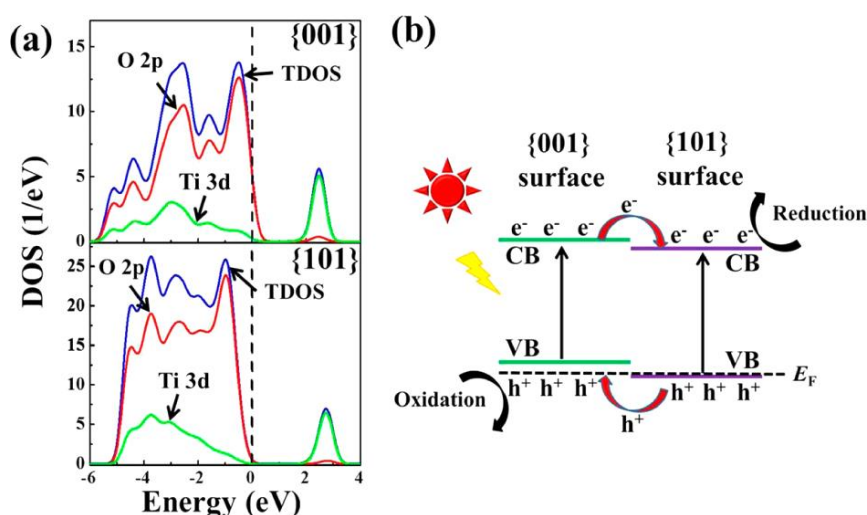 (a)
{001}
O 2p
TDOS
Ti 3d
15
10
5
0
{101}
O 2p
TDOS
Ti 3d
25
20
15
10
5
0
DOS (1/eV)
-6 -4 -2 0 2 4
Energy (eV)
(b)
{001} {101}
surface surface
e-
Reduction
e- e- e- e- e- e-
CB CB
VB VB
EF
h+ h+ h+ h+ h+ h+
Oxidation
h+